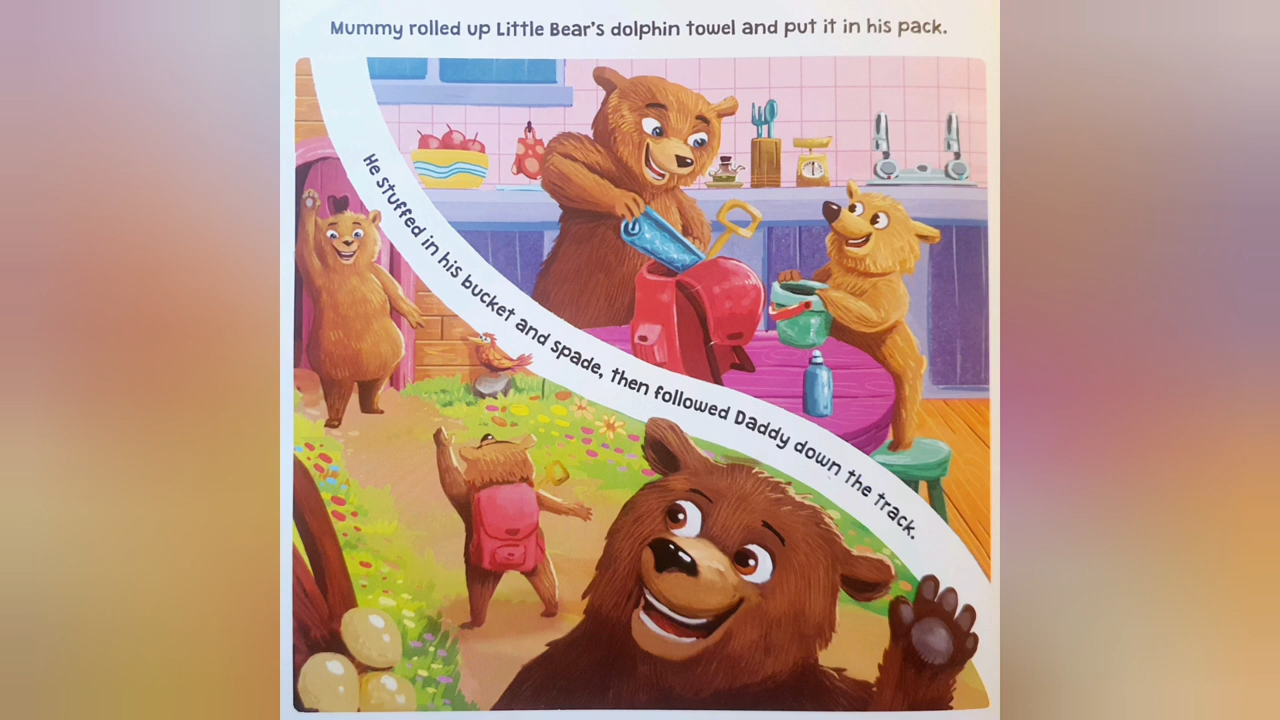 Mummy rolled up Little Bear's dolphin towel and put it in his pack.
He stuffed in his bucket and spade, then followed Daddy down the track.